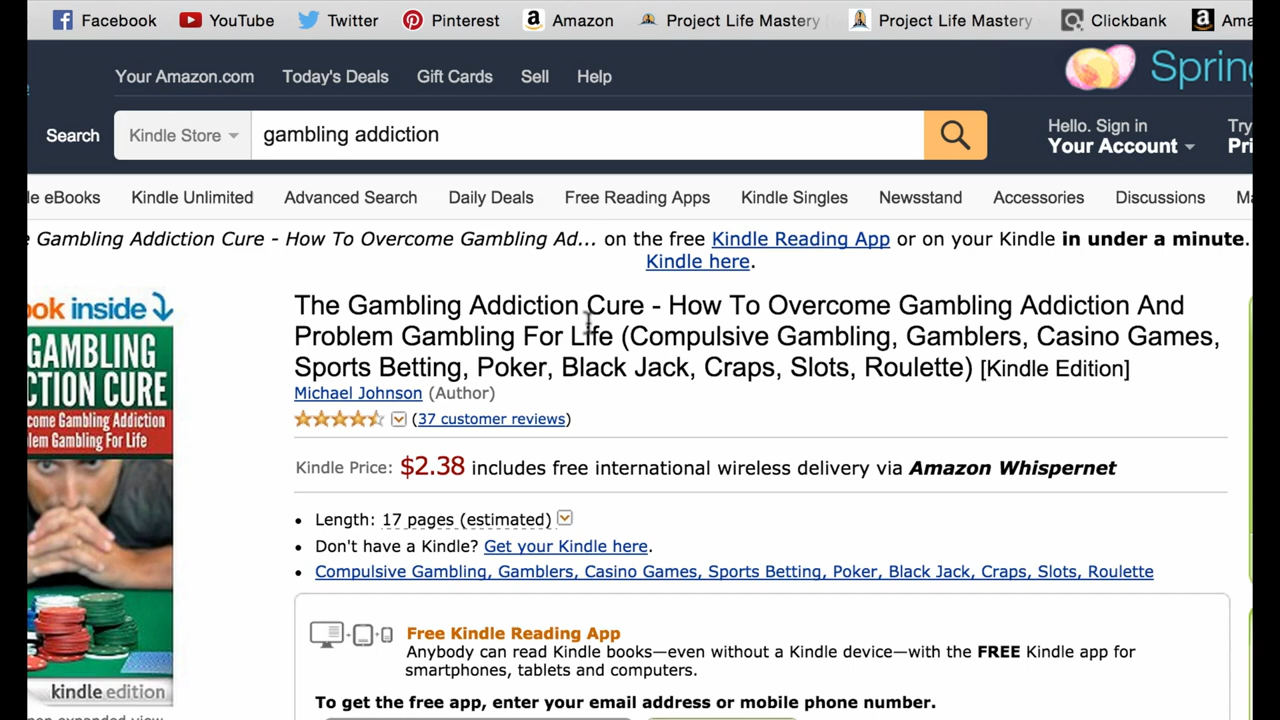 Facebook YouTube Twitter Pinterest Amazon Project Life Mastery Project Life Mastery Clickbank Ama
Your Amazon.com Today's Deals Gift Cards Sell Help Spring
Search Kindle Store gambling addiction Hello. Sign in Your Account Try Pri
le eBooks Kindle Unlimited Advanced Search Daily Deals Free Reading Apps Kindle Singles Newsstand Accessories Discussions Ma
e Gambling Addiction Cure - How To Overcome Gambling Ad... on the free Kindle Reading App or on your Kindle in under a minute.
Kindle here.
ook inside
GAMBLING
CTION CURE
come Gambling Addiction
lem Gambling For Life
kindle edition
The Gambling Addiction Cure - How To Overcome Gambling Addiction And
Problem Gambling For Life (Compulsive Gambling, Gamblers, Casino Games,
Sports Betting, Poker, Black Jack, Craps, Slots, Roulette) [Kindle Edition]
Michael Johnson (Author)
(37 customer reviews)
Kindle Price: $2.38 includes free international wireless delivery via Amazon Whispernet
Length: 17 pages (estimated)
Don't have a Kindle? Get your Kindle here.
Compulsive Gambling, Gamblers, Casino Games, Sports Betting, Poker, Black Jack, Craps, Slots, Roulette
Free Kindle Reading App
Anybody can read Kindle books—even without a Kindle device—with the FREE Kindle app for
smartphones, tablets and computers.
To get the free app, enter your email address or mobile phone number.